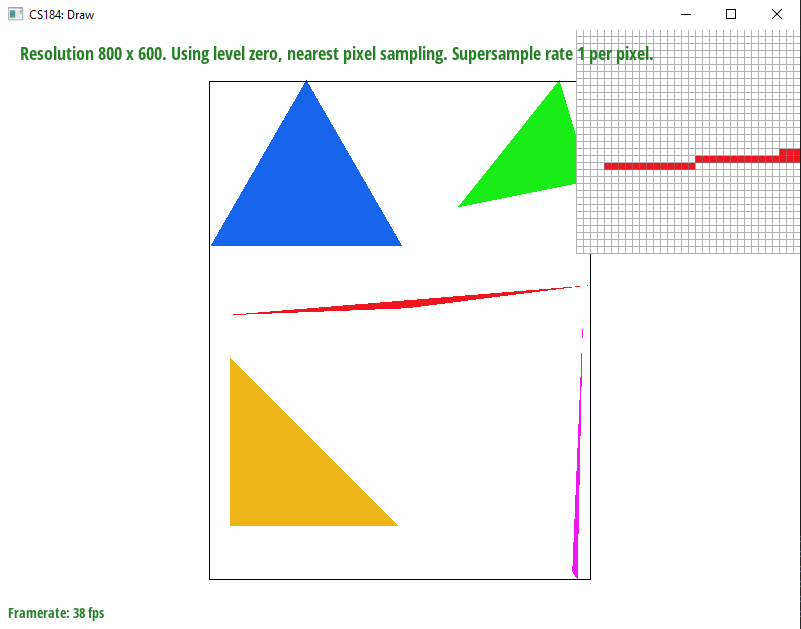 CS184: Draw
Resolution 800 x 600. Using level zero, nearest pixel sampling. Supersample rate 1 per pixel.
Framerate: 38 fps